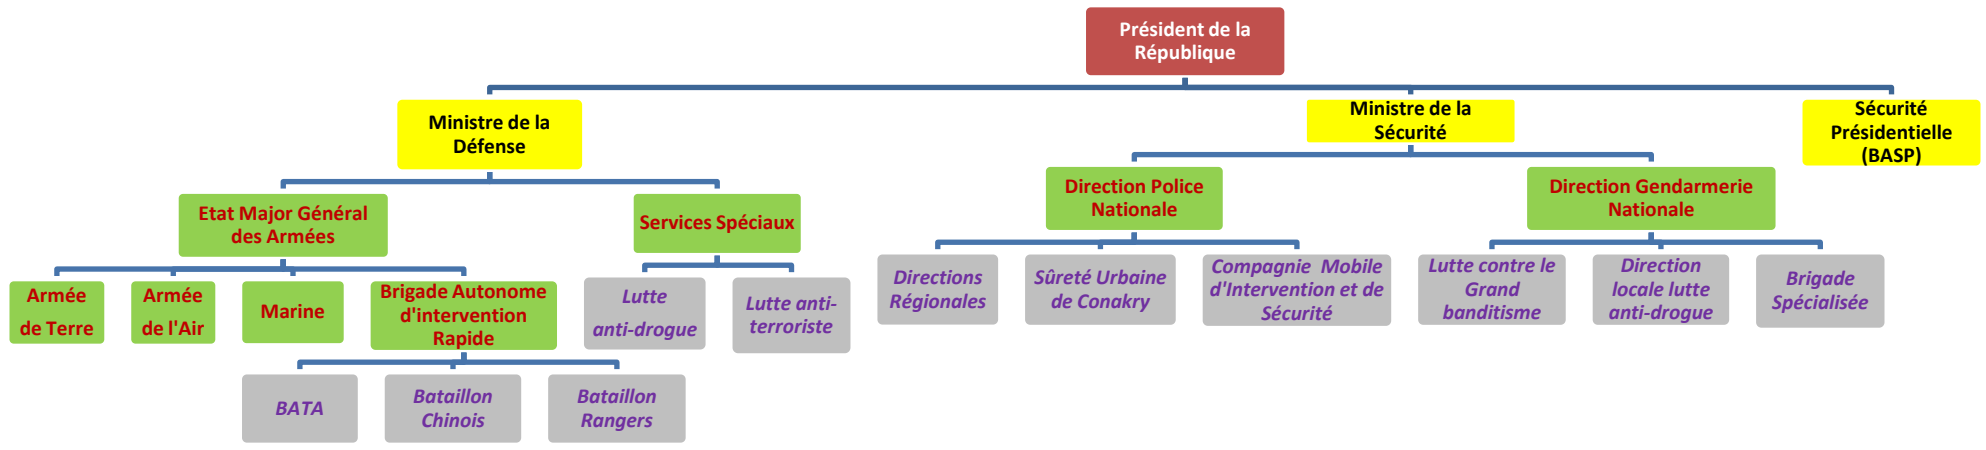 Président de la
République
Ministre de la
Défense
Ministre de la
Sécurité
Sécurité
Présidentielle
(BASP)
Etat Major Général
des Armées
Services Spéciaux
Direction Police
Nationale
Direction Gendarmerie
Nationale
Armée
de Terre
Armée
de l'Air
Marine
Brigade Autonome
d'intervention
Rapide
Lutte
anti-drogue
Lutte anti-
terroriste
Directions
Régionales
Sûreté Urbaine
de Conakry
Compagnie Mobile
d'Intervention et de
Sécurité
Lutte contre le
Grand
banditisme
Direction
locale lutte
anti-drogue
Brigade
Spécialisée
BATA
Bataillon
Chinois
Bataillon
Rangers